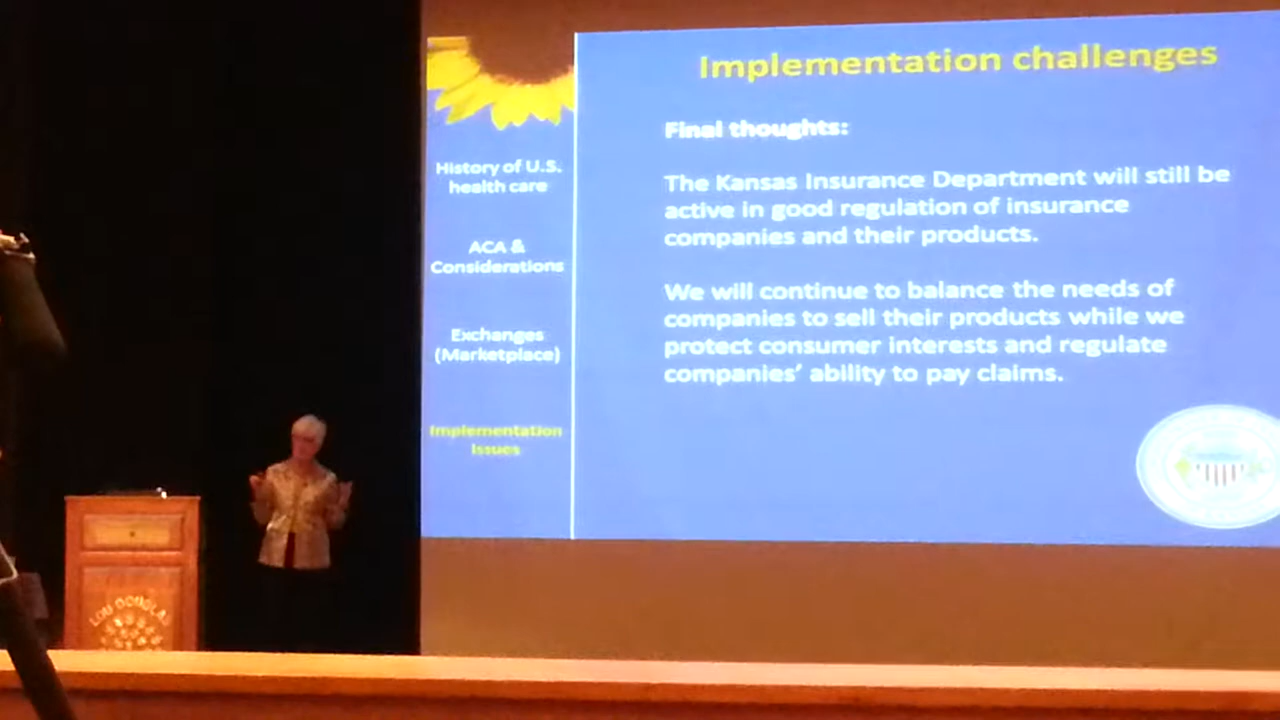 Implementation challenges
Final thoughts:
The Kansas Insurance Department will still be
active in good regulation of insurance
companies and their products.
We will continue to balance the needs of
companies to sell their products while we
protect consumer interests and regulate
companies' ability to pay claims.
History of U.S.
health care
ACA &
Considerations
Exchanges
(Marketplace)
Implementation
Issues
LOU DOUGLAS